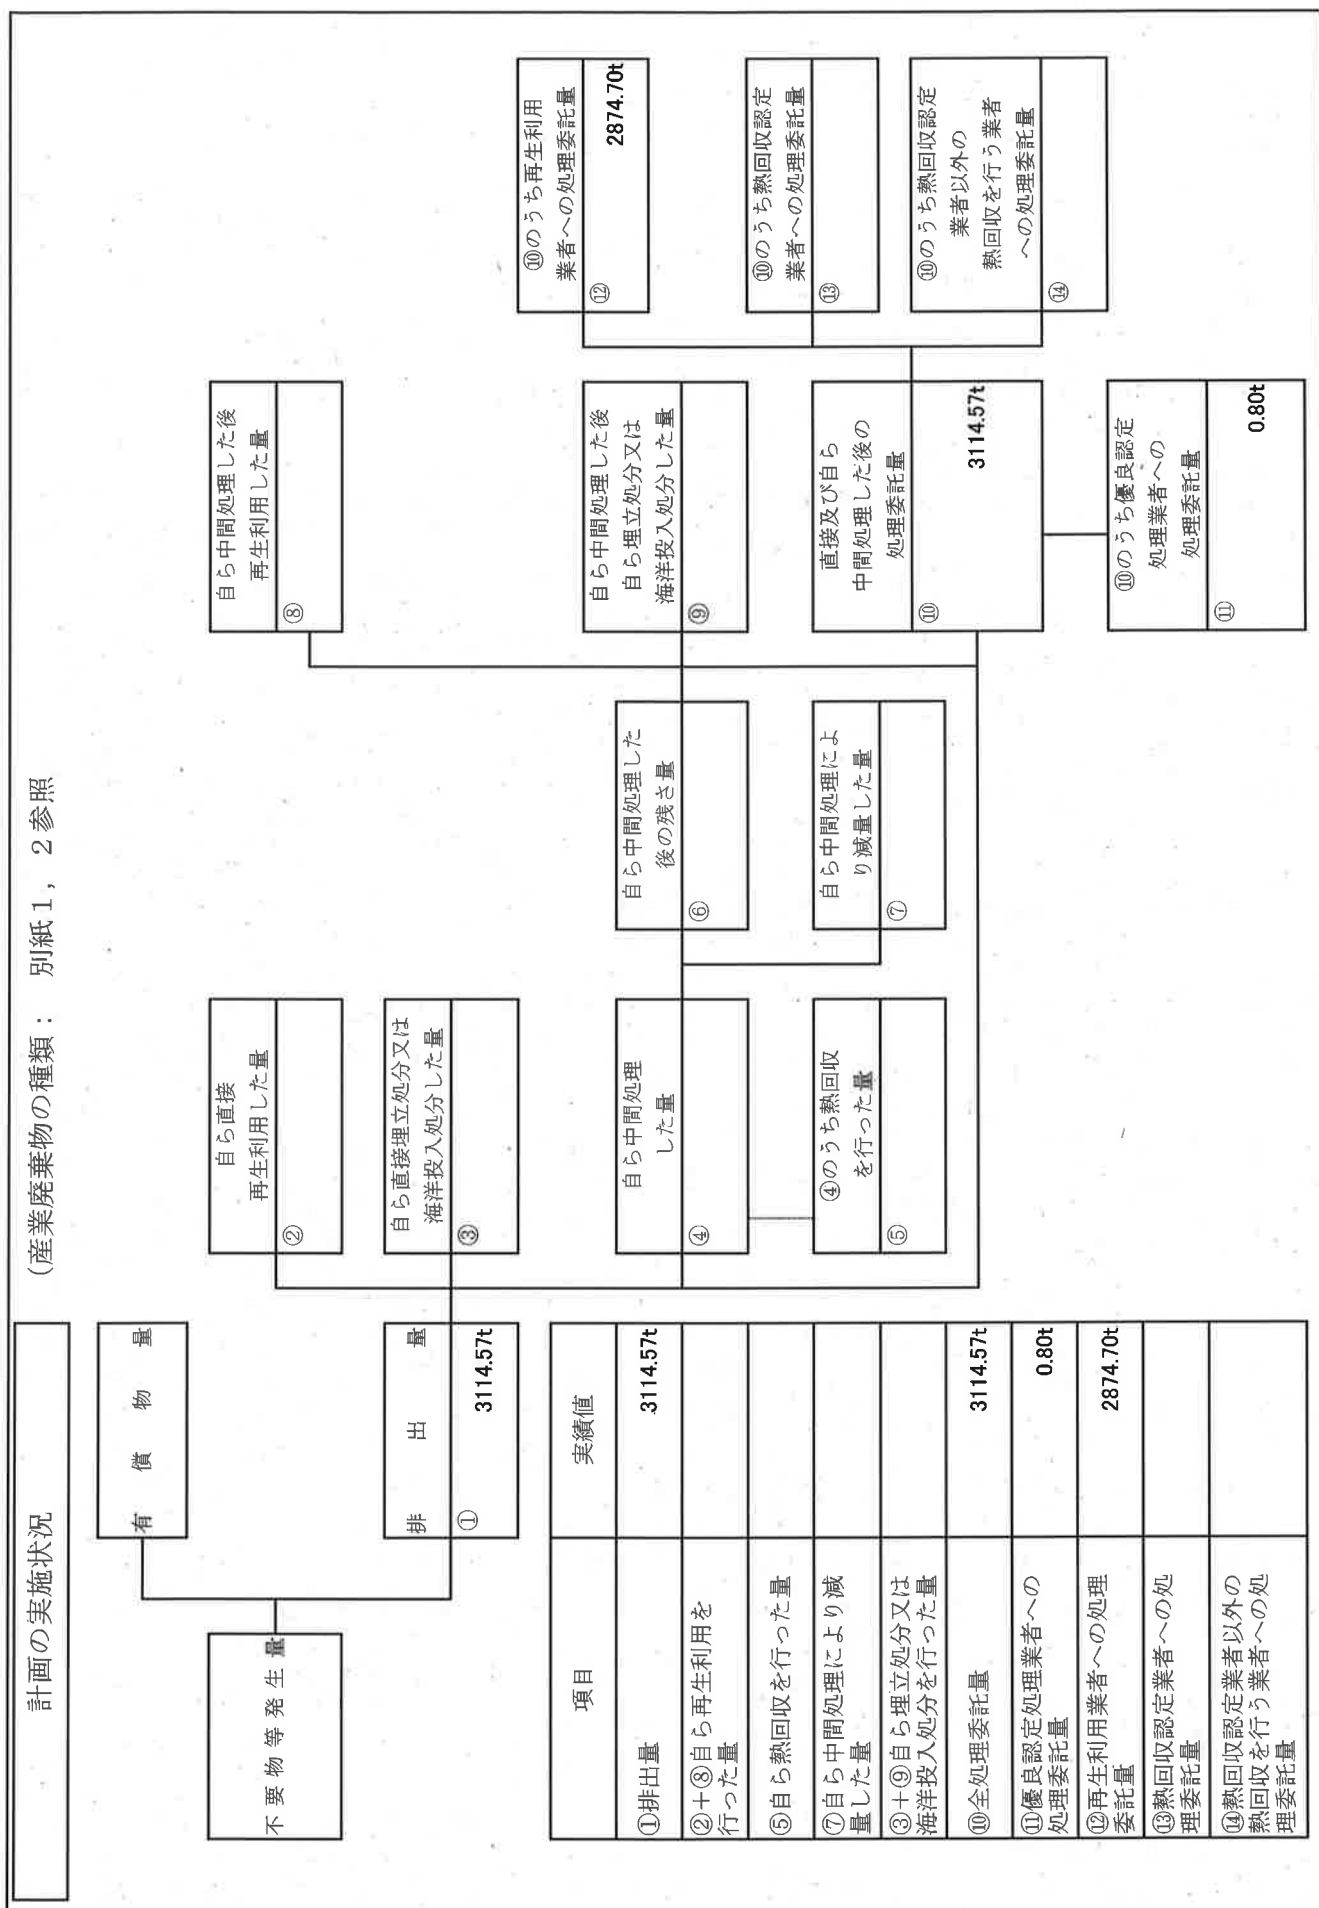 計画の実施状況
(産業廃棄物の種類: 別紙1, 2参照
不要物等発生量
有償物量
排出量
①
3114.57t
自ら直接
再生利用した量
②
自ら直接埋立処分又は
海洋投入処分した量
③
自ら中間処理
した量
④
④のうち熱回収
を行った量
⑤
自ら中間処理した
後の残さ量
⑥
自ら中間処理によ
り減量した量
⑦
自ら中間処理した後
再生利用した量
⑧
自ら中間処理した後
自ら埋立処分又は
海洋投入処分した量
⑨
直接及び自ら
中間処理した後の
処理委託量
⑩
3114.57t
⑩のうち優良認定
処理業者への
処理委託量
⑪
0.80t
⑩のうち再生利用
業者への処理委託量
⑫
2874.70t
⑩のうち熱回収認定
業者への処理委託量
⑬
⑩のうち熱回収認定
業者以外の
熱回収を行う業者
への処理委託量
⑭
項目 実績値
①排出量 3114.57t
②+⑧自ら再生利用を
行った量
⑤自ら熱回収を行った量
⑦自ら中間処理により減
量した量
③+⑨自ら埋立処分又は
海洋投入処分を行った量
⑩全処理委託量 3114.57t
⑪優良認定処理業者への
処理委託量 0.80t
⑫再生利用業者への処理
委託量 2874.70t
⑬熱回収認定業者への処
理委託量
⑭熱回収認定業者以外の
熱回収を行う業者への処
理委託量